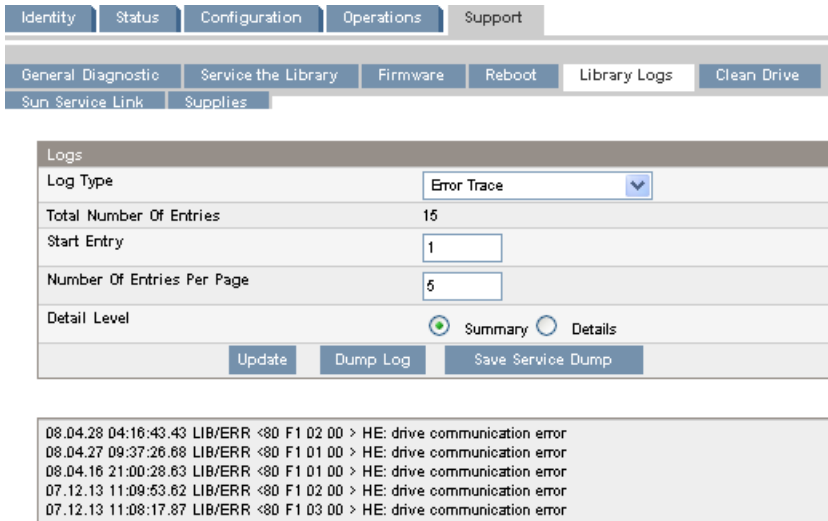 Identity Status Configuration Operations Support
General Diagnostic Service the Library Firmware Reboot Library Logs Clean Drive
Sun Service Link Supplies
Logs
Log Type Error Trace
Total Number Of Entries 15
Start Entry 1
Number Of Entries Per Page 5
Detail Level Summary Details
Update Dump Log Save Service Dump
08.04.28 04:16:43.43 LIB/ERR <80 F1 02 00 > HE: drive communication error
08.04.27 09:37:26.68 LIB/ERR <80 F1 01 00 > HE: drive communication error
08.04.16 21:00:28.63 LIB/ERR <80 F1 01 00 > HE: drive communication error
07.12.13 11:09:53.62 LIB/ERR <80 F1 02 00 > HE: drive communication error
07.12.13 11:08:17.87 LIB/ERR <80 F1 03 00 > HE: drive communication error